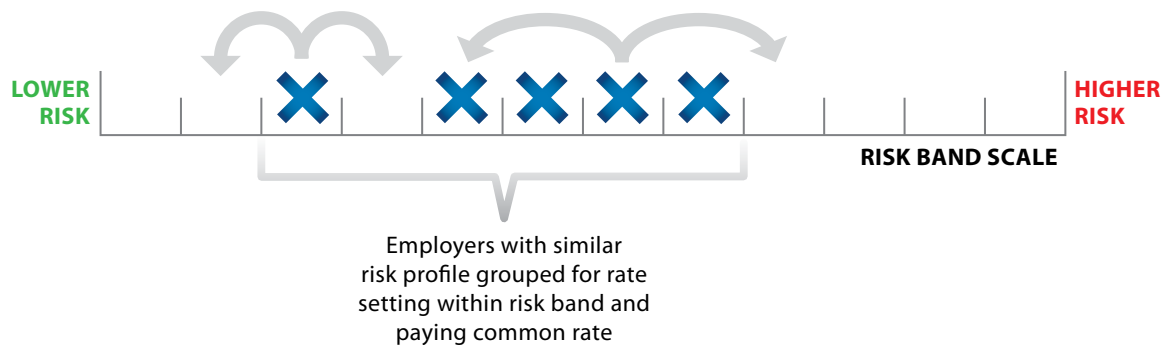 LOWER
RISK
HIGHER
RISK
RISK BAND SCALE
Employers with similar
risk profile grouped for rate
setting within risk band and
paying common rate